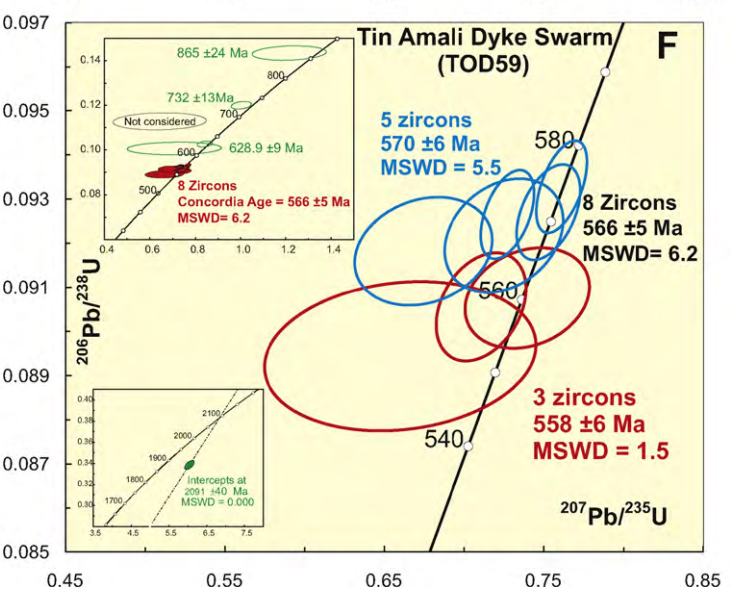 Tin Amali Dyke Swarm
(TOD59)
F
0.097
0.095
0.093
0.091
0.089
0.087
0.085
206Pb/238U
0.45
0.55
0.65
0.75
0.85
207Pb/235U
0.14
0.12
0.10
0.08
0.4
0.6
0.8
1.0
1.2
1.4
865 ±24 Ma
800
732 ±13Ma
700
Not considered
628.9 ±9 Ma
600
500
8 Zircons
Concordia Age = 566 ±5 Ma
MSWD= 6.2
5 zircons
570 ±6 Ma
MSWD = 5.5
580
8 Zircons
566 ±5 Ma
MSWD= 6.2
560
3 zircons
558 ±6 Ma
MSWD = 1.5
540
0.40
0.38
0.36
0.34
0.32
0.30
3.5
4.5
5.5
6.5
7.5
2100
2000
1900
1800
1700
Intercepts at
2091 ±40 Ma
MSWD = 0.000